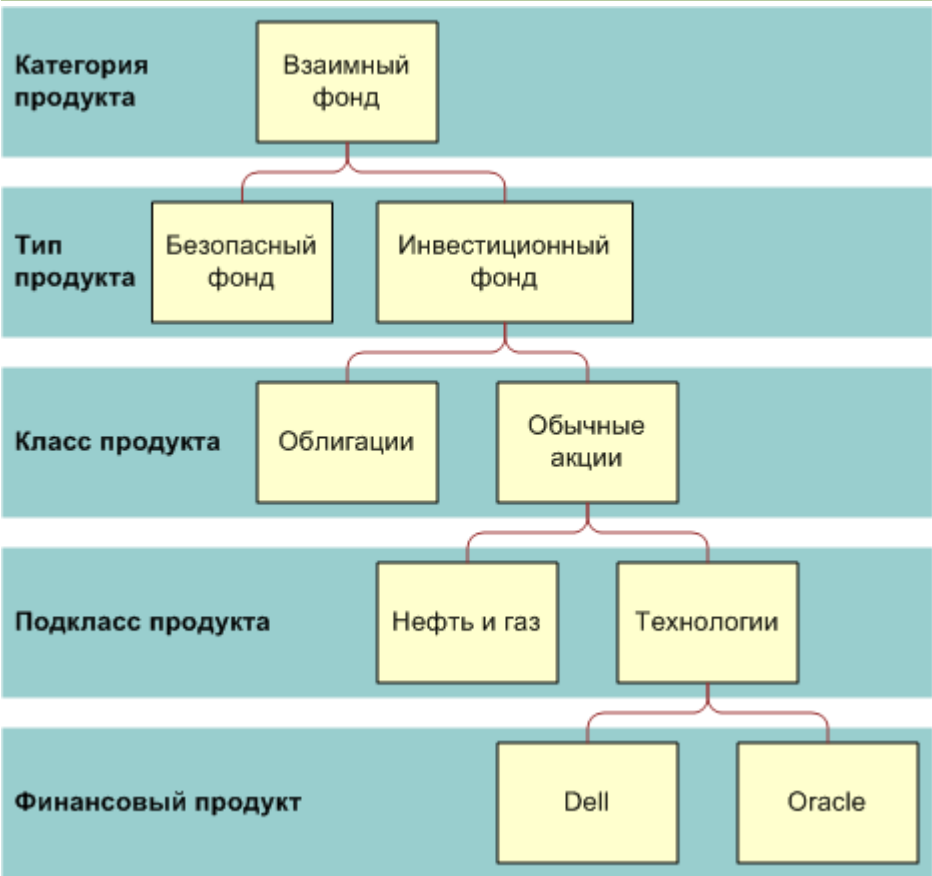 Категория
продукта
Взаимный
фонд
Тип
продукта
Безопасный
фонд
Инвестиционный
фонд
Класс продукта
Облигации
Обычные
акции
Подкласс продукта
Нефть и газ
Технологии
Финансовый продукт
Dell
Oracle